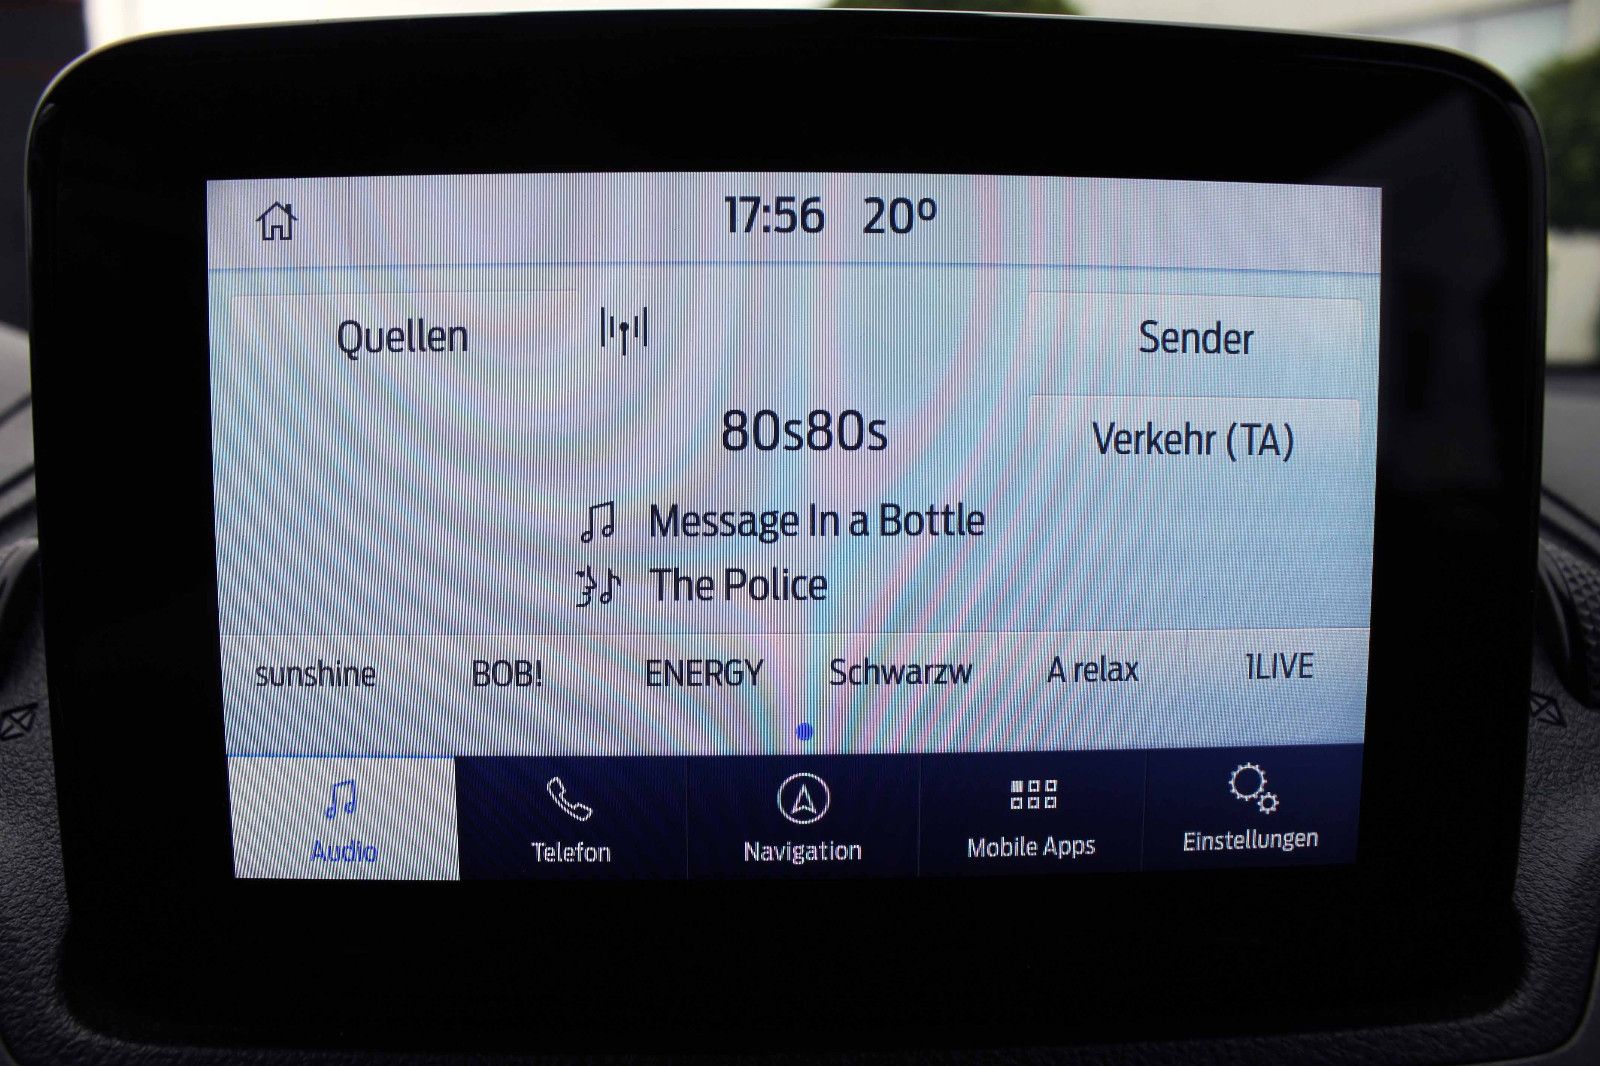 17:56 20°
Quellen
Sender
80s80s
Verkehr (TA)
Message In a Bottle
The Police
sunshine BOB! ENERGY Schwarzw A relax 1LIVE
Audio Telefon Navigation Mobile Apps Einstellungen